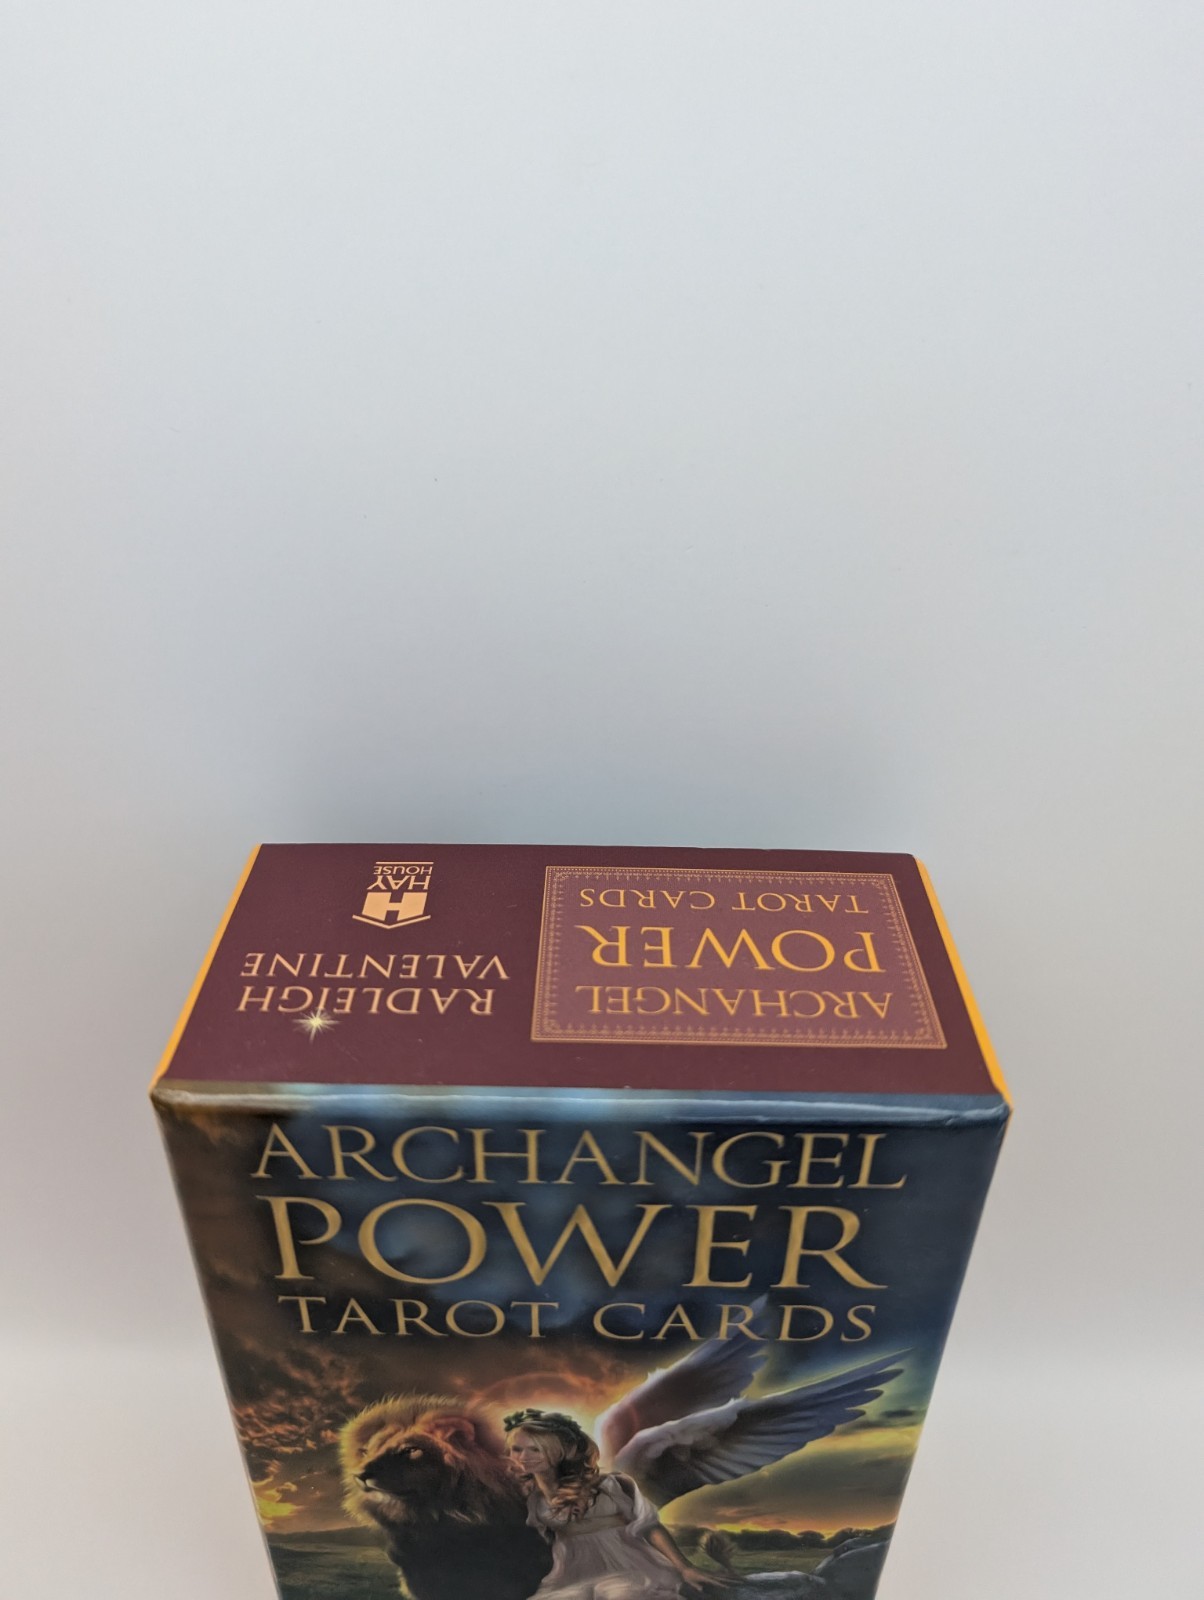 ARCHANGEL
POWER
TAROT CARDS
RADLEIGH
VALENTINE
H
HAY
HOUSE
ARCHANGEL
POWER
TAROT CARDS